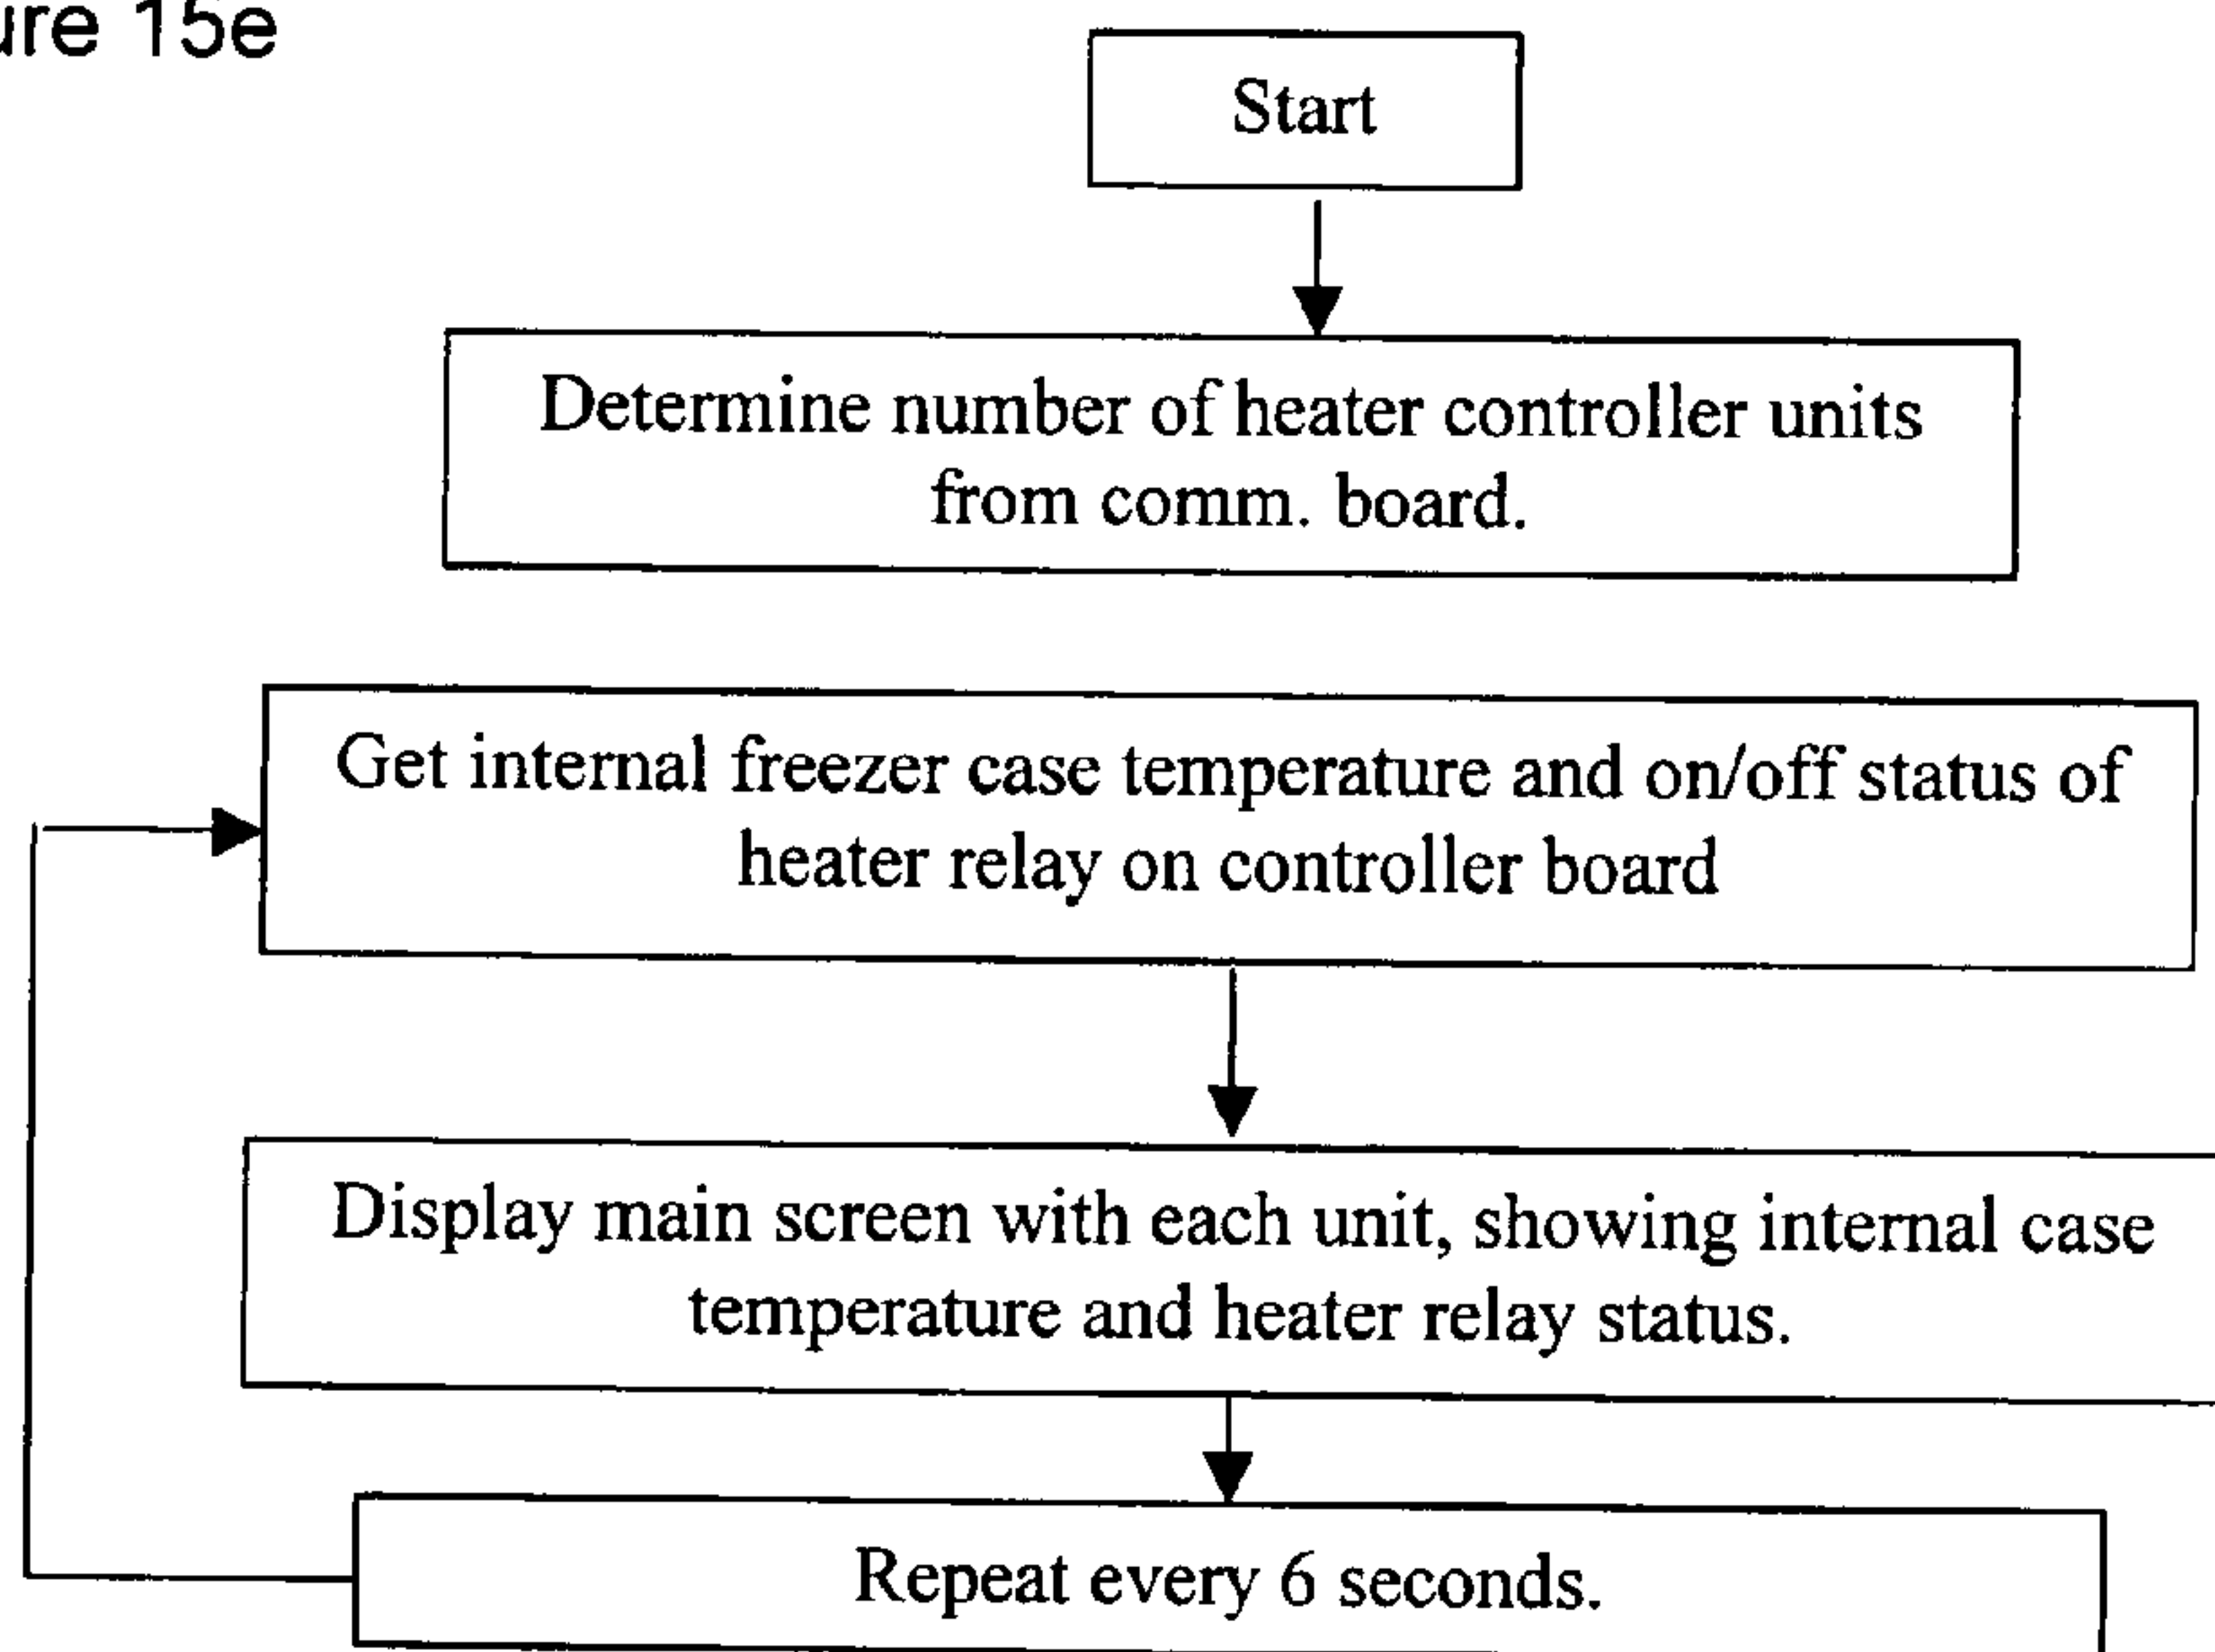 15e
Start
Determine number of heater controller units
from comm. board.
Get internal freezer case temperature and on/off status of
heater relay on controller board
Display main screen with each unit, showing internal case
temperature and heater relay status.
Repeat every 6 seconds.